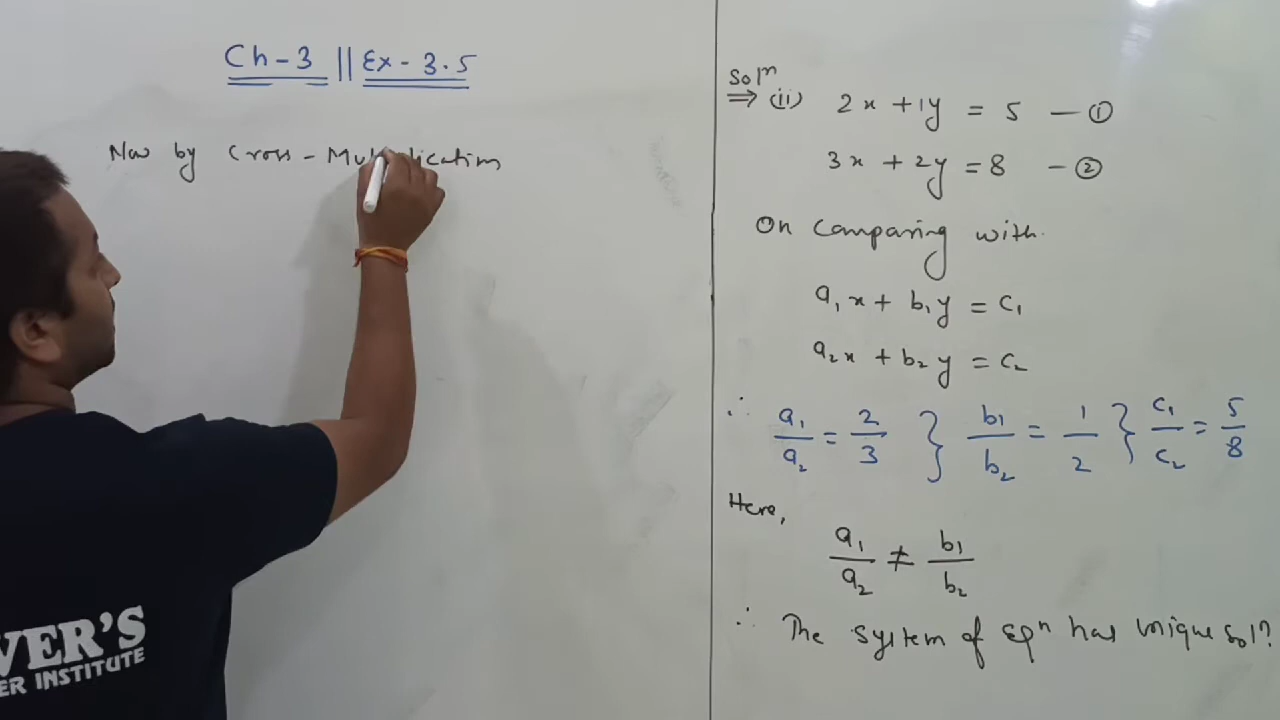 Ch-3 || Ex-3.5
Now by Cross-Multiplication
Solⁿ
⇒ (ii) 2x + 1y = 5 — ①
3x + 2y = 8 — ②
On Comparing with.
a₁x + b₁y = c₁
a₂x + b₂y = c₂
∴ a₁/a₂ = 2/3 } b₁/b₂ = 1/2 } c₁/c₂ = 5/8
Here,
a₁/a₂ ≠ b₁/b₂
∴ The System of Eqⁿ has Unique Solⁿ.
VER'S
ER INSTITUTE